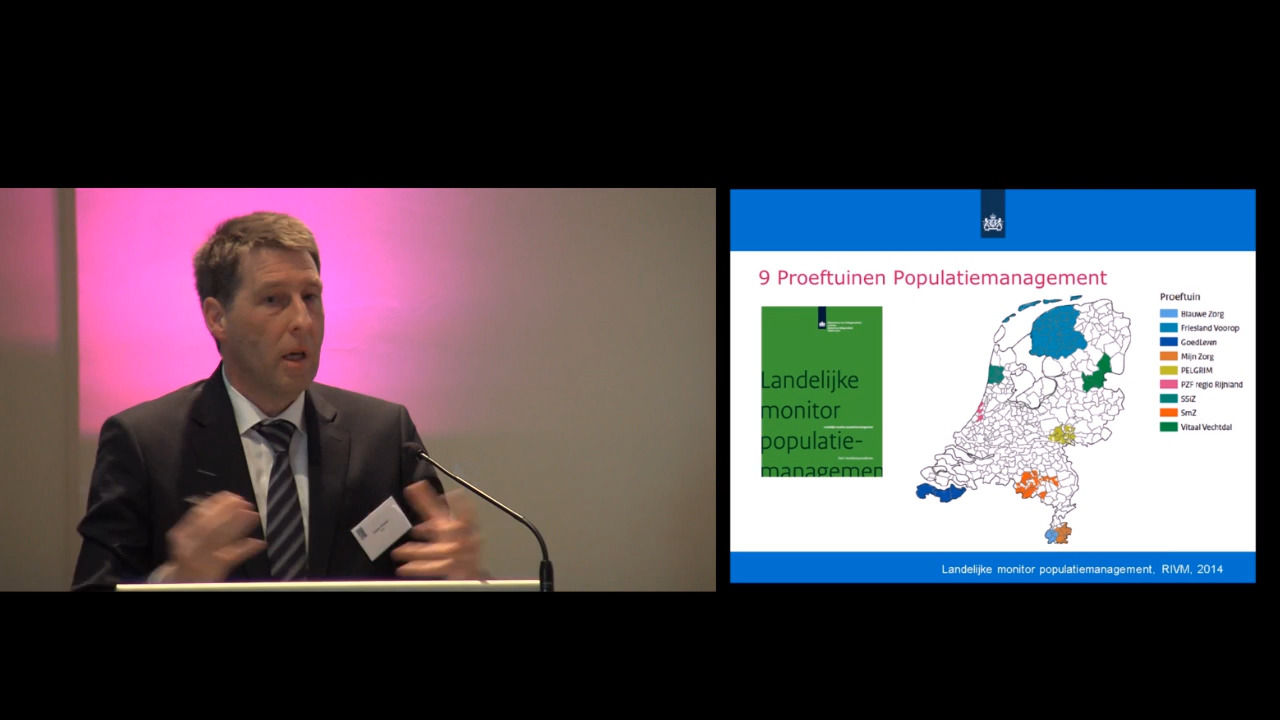 9 Proeftuinen Populatiemanagement
Landelijke
monitor
populatie-
managemen
Proeftuin
Blauwe Zorg
Friesland Voorop
GoedLeven
Mijn Zorg
PELGRIM
PZF regio Rijnland
SSiZ
SmZ
Vitaal Vechtdal
Landelijke monitor populatiemanagement, RIVM, 2014